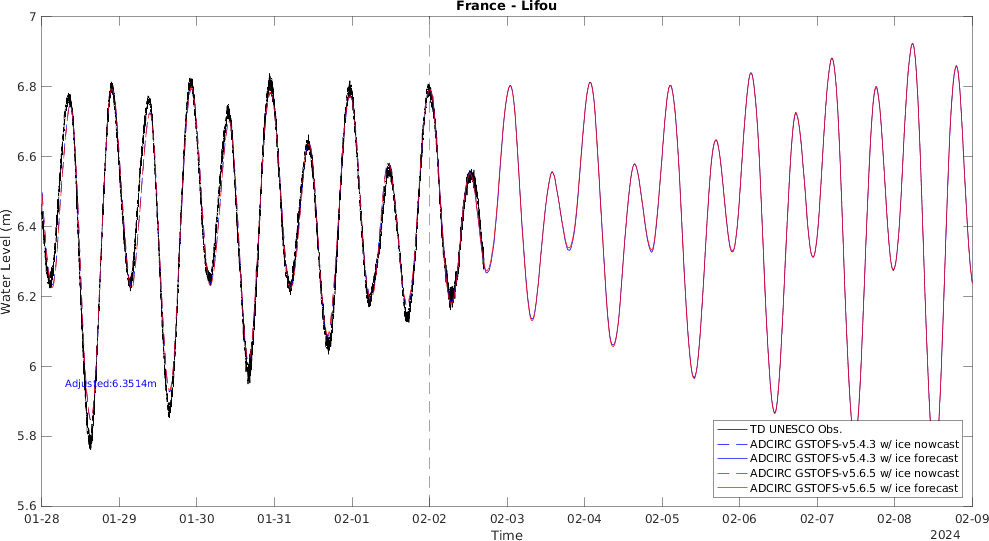 France - Lifou
7
6.8
6.6
6.4
6.2
6
5.8
5.6
Water Level (m)
Adjusted:6.3514m
TD UNESCO Obs.
ADCIRC GSTOFS-v5.4.3 w/ ice nowcast
ADCIRC GSTOFS-v5.4.3 w/ ice forecast
ADCIRC GSTOFS-v5.6.5 w/ ice nowcast
ADCIRC GSTOFS-v5.6.5 w/ ice forecast
01-28 01-29 01-30 01-31 02-01 02-02 02-03 02-04 02-05 02-06 02-07 02-08 02-09
Time
2024